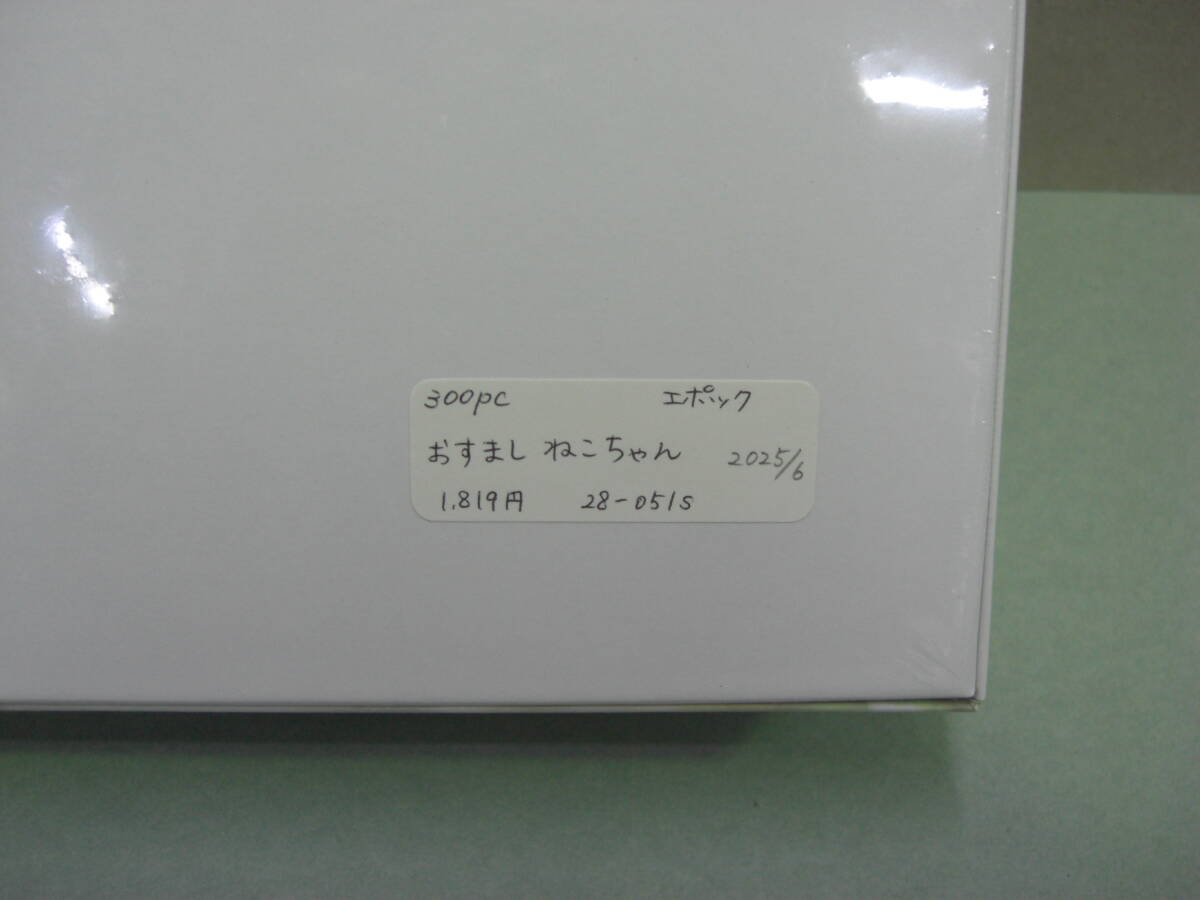 300pc エポック
おすまし ねこちゃん 2025/6
1.819円 28-051s